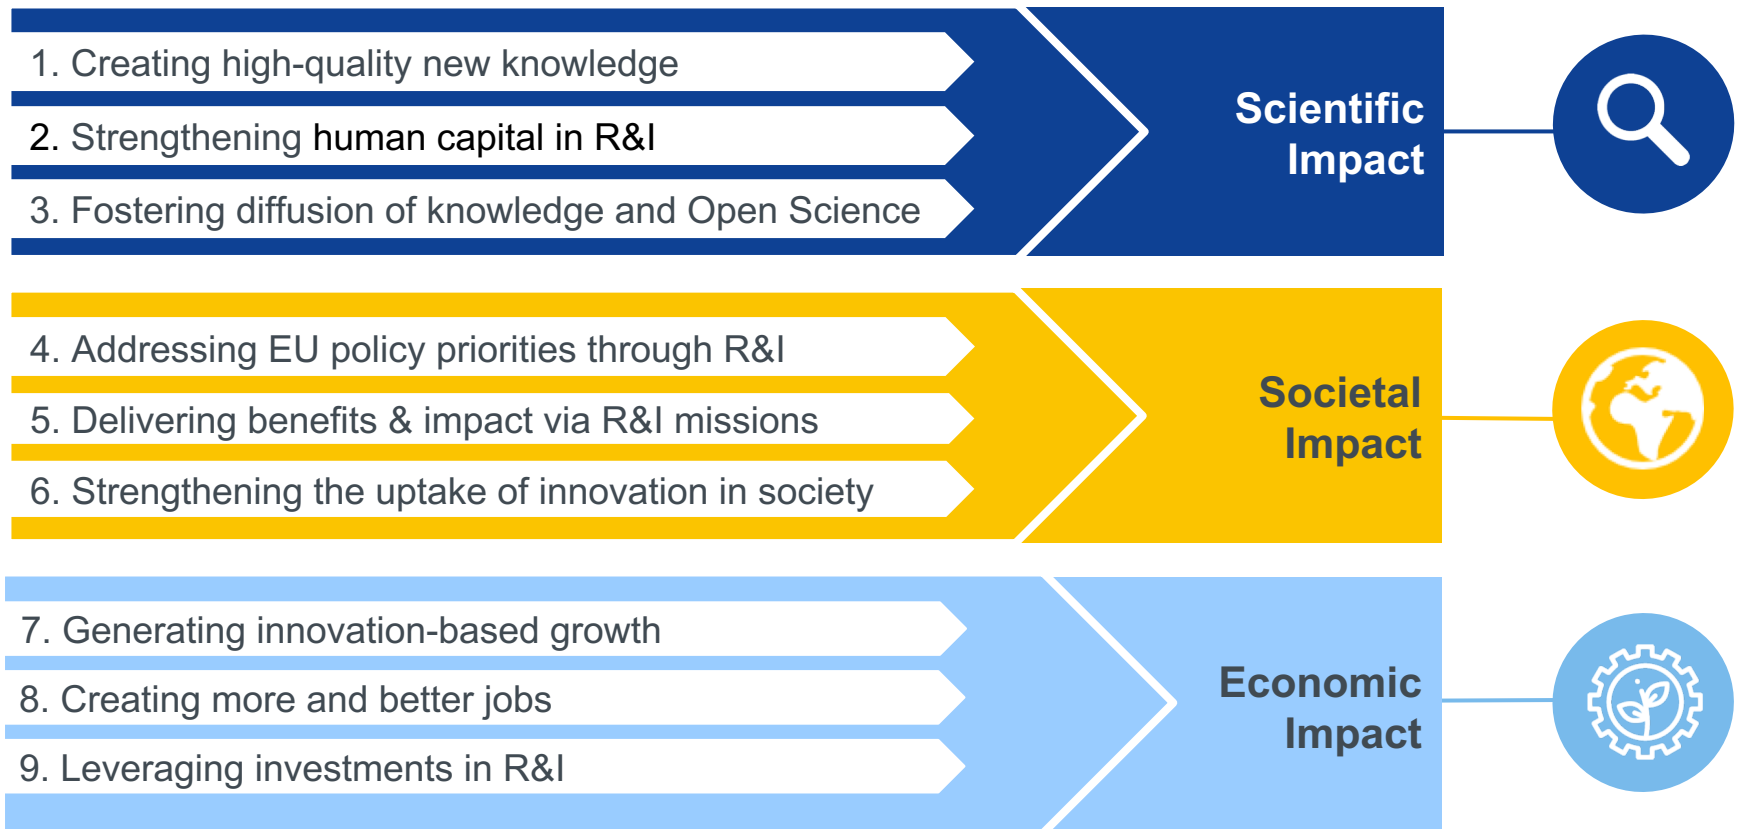 1. Creating high-quality new knowledge
2. Strengthening human capital in R&I
3. Fostering diffusion of knowledge and Open Science
Scientific
Impact
4. Addressing EU policy priorities through R&I
5. Delivering benefits & impact via R&I missions
6. Strengthening the uptake of innovation in society
Societal
Impact
7. Generating innovation-based growth
8. Creating more and better jobs
9. Leveraging investments in R&I
Economic
Impact